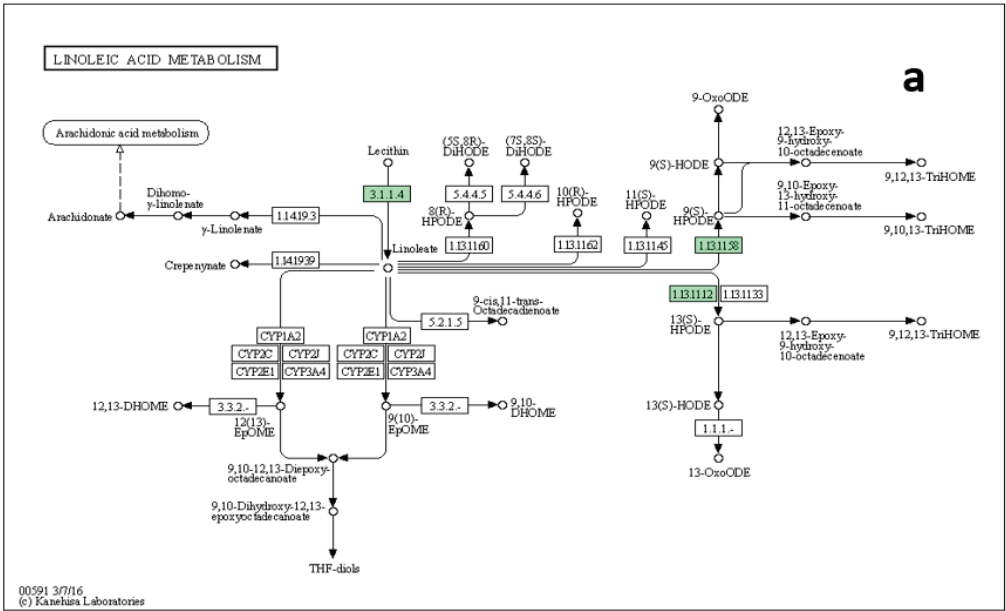 LINOLEIC ACID METABOLISM
a
9-OxoODE
Arachidonic acid metabolism
Lecithin
(5S,8R)-
DiHODE
(7S,8S)-
DiHODE
9(S)-HODE
12,13-Epoxy-
9-hydroxy-
10-octadecenoate
9,12,13-TriHOME
3.1.1.4
5.4.4.5
5.4.4.6
Dihomo-
γ-linolenate
8(R)-
HPODE
10(R)-
HPODE
11(S)-
HPODE
9(S)-
HPODE
9,10-Epoxy-
13-hydroxy-
11-octadecenoate
9,10,13-TriHOME
Arachidonate
1.14.19.3
γ-Linolenate
Linoleate
1.13.11.60
1.13.11.62
1.13.11.45
1.13.11.58
Crepenynate
1.14.19.39
1.13.11.12
1.13.11.33
9-cis,11-trans-
Octadecadienoate
5.2.1.5
13(S)-
HPODE
12,13-Epoxy-
9-hydroxy-
10-octadecenoate
9,12,13-TriHOME
CYP1A2
CYP2C
CYP2J
CYP2E1
CYP3A4
CYP1A2
CYP2C
CYP2J
CYP2E1
CYP3A4
12,13-DHOME
3.3.2.-
12(13)-
EpOME
9(10)-
EpOME
3.3.2.-
9,10-
DHOME
13(S)-HODE
1.1.1.-
13-OxoODE
9,10-12,13-Diepoxy-
octadecanoate
9,10-Dihydroxy-12,13-
epoxyoctadecanoate
THF-diols
00591 3/7/16
(c) Kanehisa Laboratories